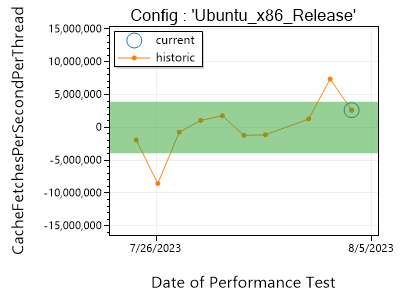 Config : 'Ubuntu_x86_Release'
current
historic
CacheFetchesPerSecondPerThread
15,000,000
10,000,000
5,000,000
0
-5,000,000
-10,000,000
-15,000,000
7/26/2023
8/5/2023
Date of Performance Test